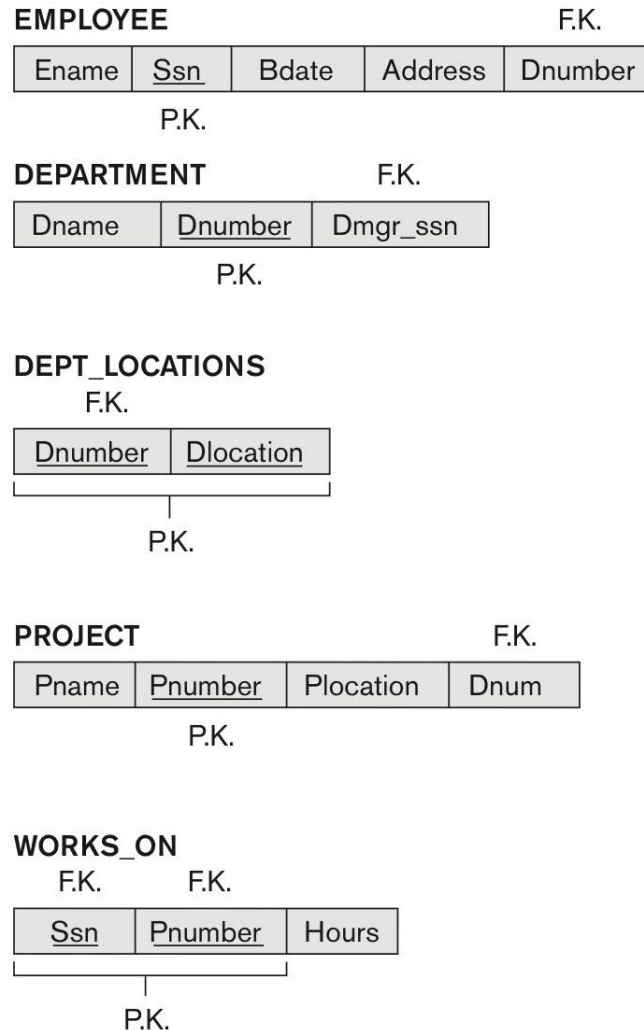 EMPLOYEE F.K.
Ename Ssn Bdate Address Dnumber
P.K.
DEPARTMENT F.K.
Dname Dnumber Dmgr_ssn
P.K.
DEPT_LOCATIONS
F.K.
Dnumber Dlocation
P.K.
PROJECT F.K.
Pname Pnumber Plocation Dnum
P.K.
WORKS_ON
F.K. F.K.
Ssn Pnumber Hours
P.K.